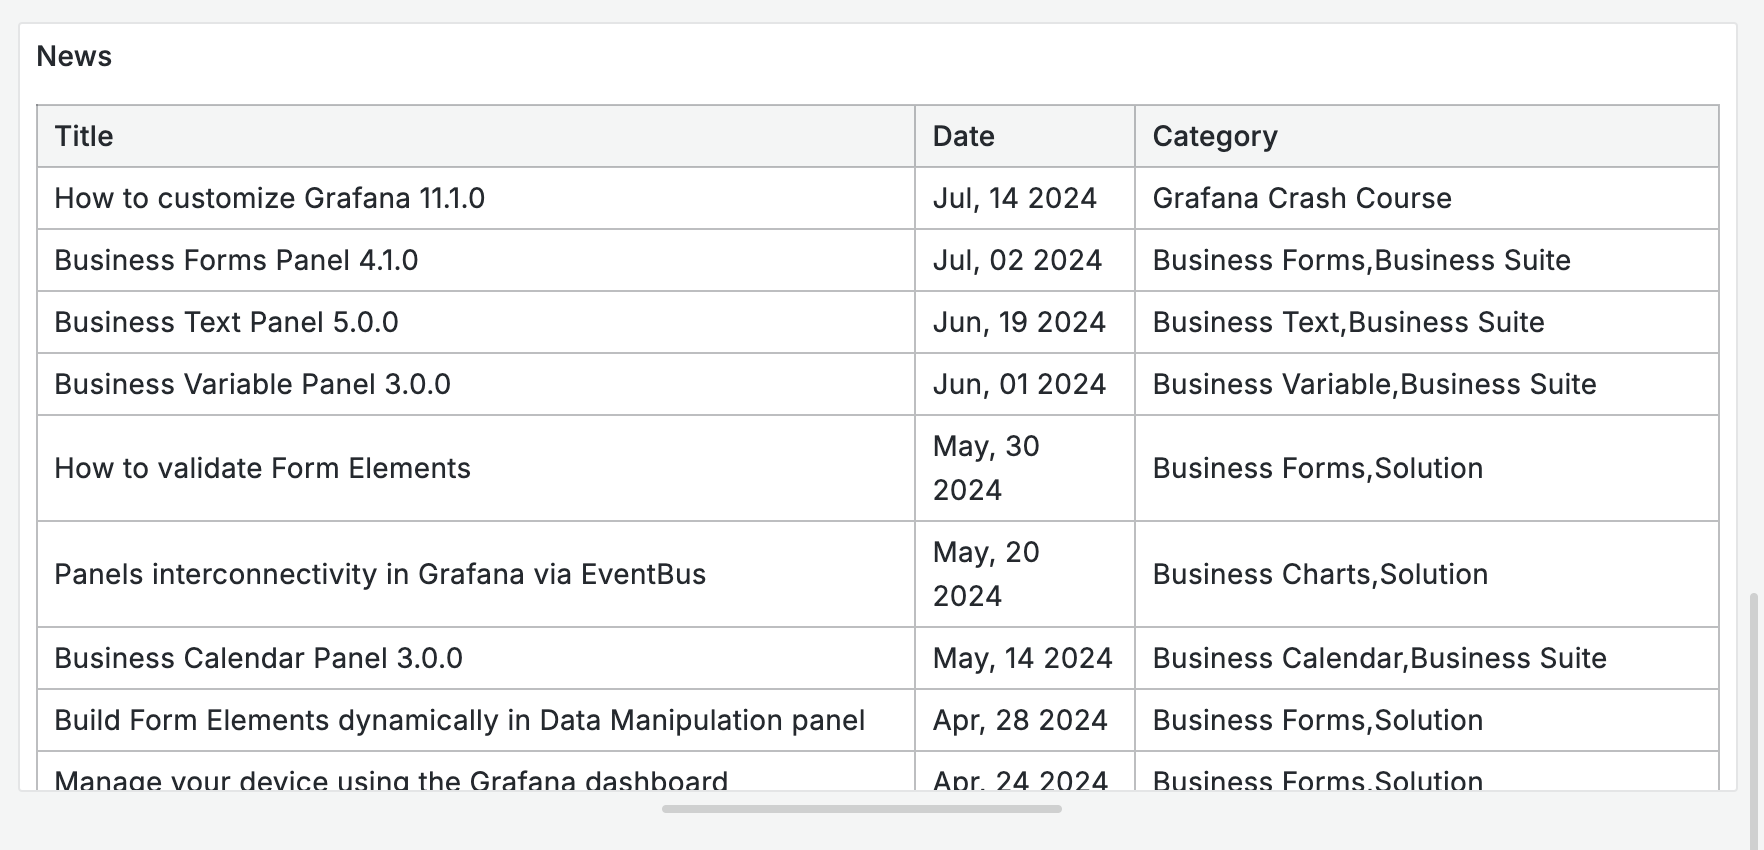 News
Title Date Category
How to customize Grafana 11.1.0 Jul, 14 2024 Grafana Crash Course
Business Forms Panel 4.1.0 Jul, 02 2024 Business Forms,Business Suite
Business Text Panel 5.0.0 Jun, 19 2024 Business Text,Business Suite
Business Variable Panel 3.0.0 Jun, 01 2024 Business Variable,Business Suite
How to validate Form Elements May, 30 2024 Business Forms,Solution
Panels interconnectivity in Grafana via EventBus May, 20 2024 Business Charts,Solution
Business Calendar Panel 3.0.0 May, 14 2024 Business Calendar,Business Suite
Build Form Elements dynamically in Data Manipulation panel Apr, 28 2024 Business Forms,Solution
Manage your device using the Grafana dashboard Apr, 24 2024 Business Forms,Solution